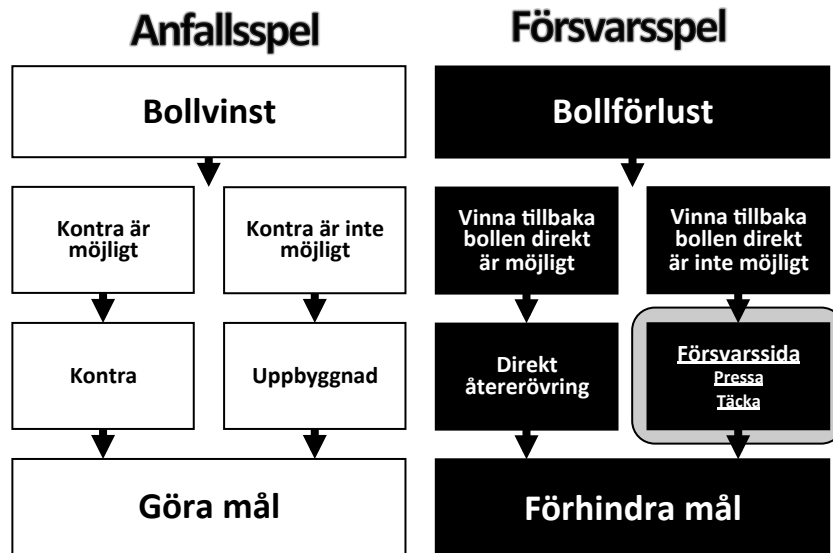 Anfallsspel
Försvarsspel
Bollvinst
Bollförlust
Kontra är
möjligt
Kontra är inte
möjligt
Vinna tillbaka
bollen direkt
är möjligt
Vinna tillbaka
bollen direkt
är inte möjligt
Kontra
Uppbyggnad
Direkt
återerövring
Försvarssida
Pressa
Täcka
Göra mål
Förhindra mål